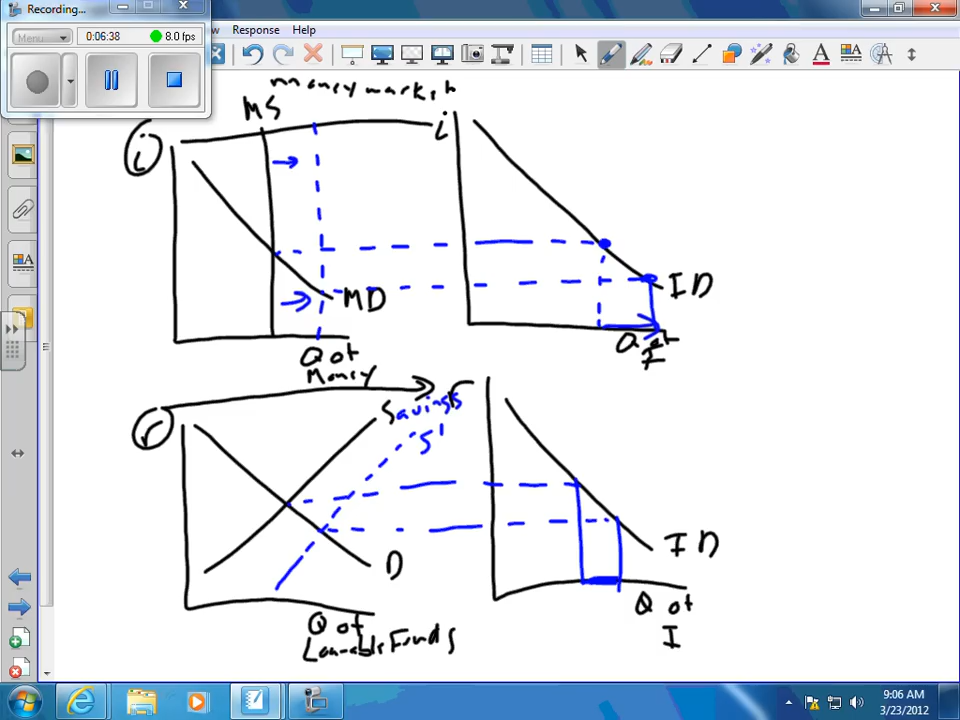 Recording...
Menu
0:06:38
8.0 fps
w Response Help
money market
MS
i
i
MD
ID
Q of
Money
Q of
I
r
Savings
r
S'
D
ID
Q of
Loanable Funds
Q of
I
9:06 AM
3/23/2012